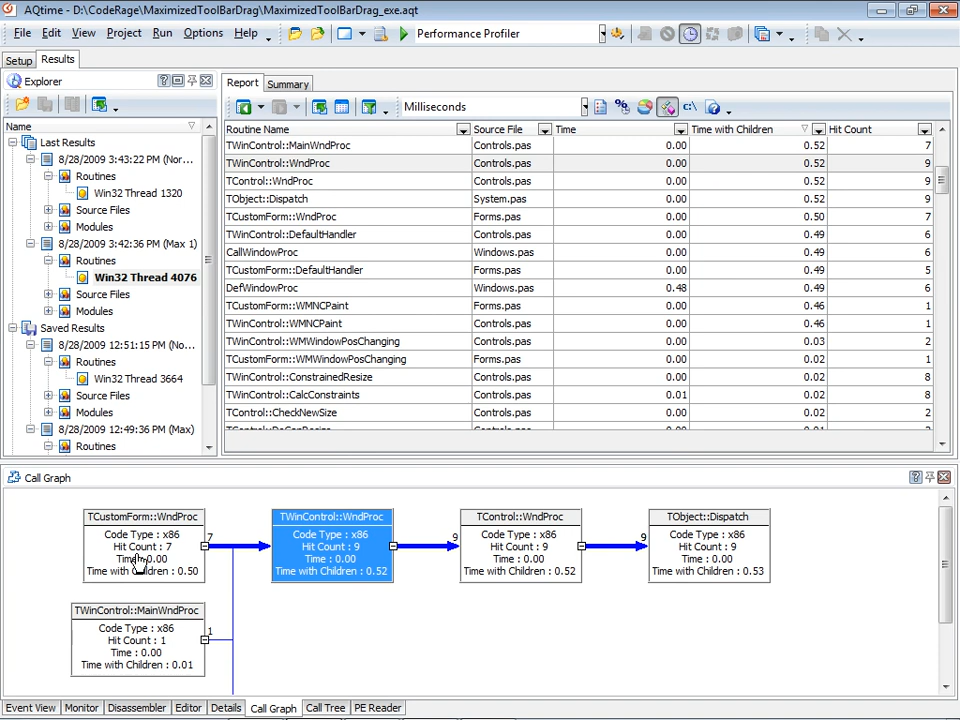 AQtime - D:\CodeRage\MaximizedToolBarDrag\MaximizedToolBarDrag_exe.aqt
File Edit View Project Run Options Help Performance Profiler
Setup Results
Explorer
Name
Last Results
8/28/2009 3:43:22 PM (Nor...
Routines
Win32 Thread 1320
Source Files
Modules
8/28/2009 3:42:36 PM (Max 1)
Routines
Win32 Thread 4076
Source Files
Modules
Saved Results
8/28/2009 12:51:15 PM (No...
Routines
Win32 Thread 3664
Source Files
Modules
8/28/2009 12:49:36 PM (Max)
Routines
Report Summary
Milliseconds
Routine Name Source File Time Time with Children Hit Count
TWinControl::MainWndProc Controls.pas 0.00 0.52 7
TWinControl::WndProc Controls.pas 0.00 0.52 9
TControl::WndProc Controls.pas 0.00 0.52 9
TObject::Dispatch System.pas 0.00 0.52 9
TCustomForm::WndProc Forms.pas 0.00 0.50 7
TWinControl::DefaultHandler Controls.pas 0.00 0.49 6
CallWindowProc Windows.pas 0.00 0.49 6
TCustomForm::DefaultHandler Forms.pas 0.00 0.49 5
DefWindowProc Windows.pas 0.48 0.49 6
TCustomForm::WMNCPaint Forms.pas 0.00 0.46 1
TWinControl::WMNCPaint Controls.pas 0.00 0.46 1
TWinControl::WMWindowPosChanging Controls.pas 0.00 0.03 2
TCustomForm::WMWindowPosChanging Forms.pas 0.00 0.02 1
TWinControl::ConstrainedResize Controls.pas 0.00 0.02 8
TWinControl::CalcConstraints Controls.pas 0.01 0.02 8
TControl::CheckNewSize Controls.pas 0.00 0.02 2
Call Graph
TCustomForm::WndProc
Code Type : x86
Hit Count : 7
Time : 0.00
Time with Children : 0.50
7
TWinControl::WndProc
Code Type : x86
Hit Count : 9
Time : 0.00
Time with Children : 0.52
9
TControl::WndProc
Code Type : x86
Hit Count : 9
Time : 0.00
Time with Children : 0.52
9
TObject::Dispatch
Code Type : x86
Hit Count : 9
Time : 0.00
Time with Children : 0.53
TWinControl::MainWndProc
Code Type : x86
Hit Count : 1
Time : 0.00
Time with Children : 0.01
1
Event View Monitor Disassembler Editor Details Call Graph Call Tree PE Reader